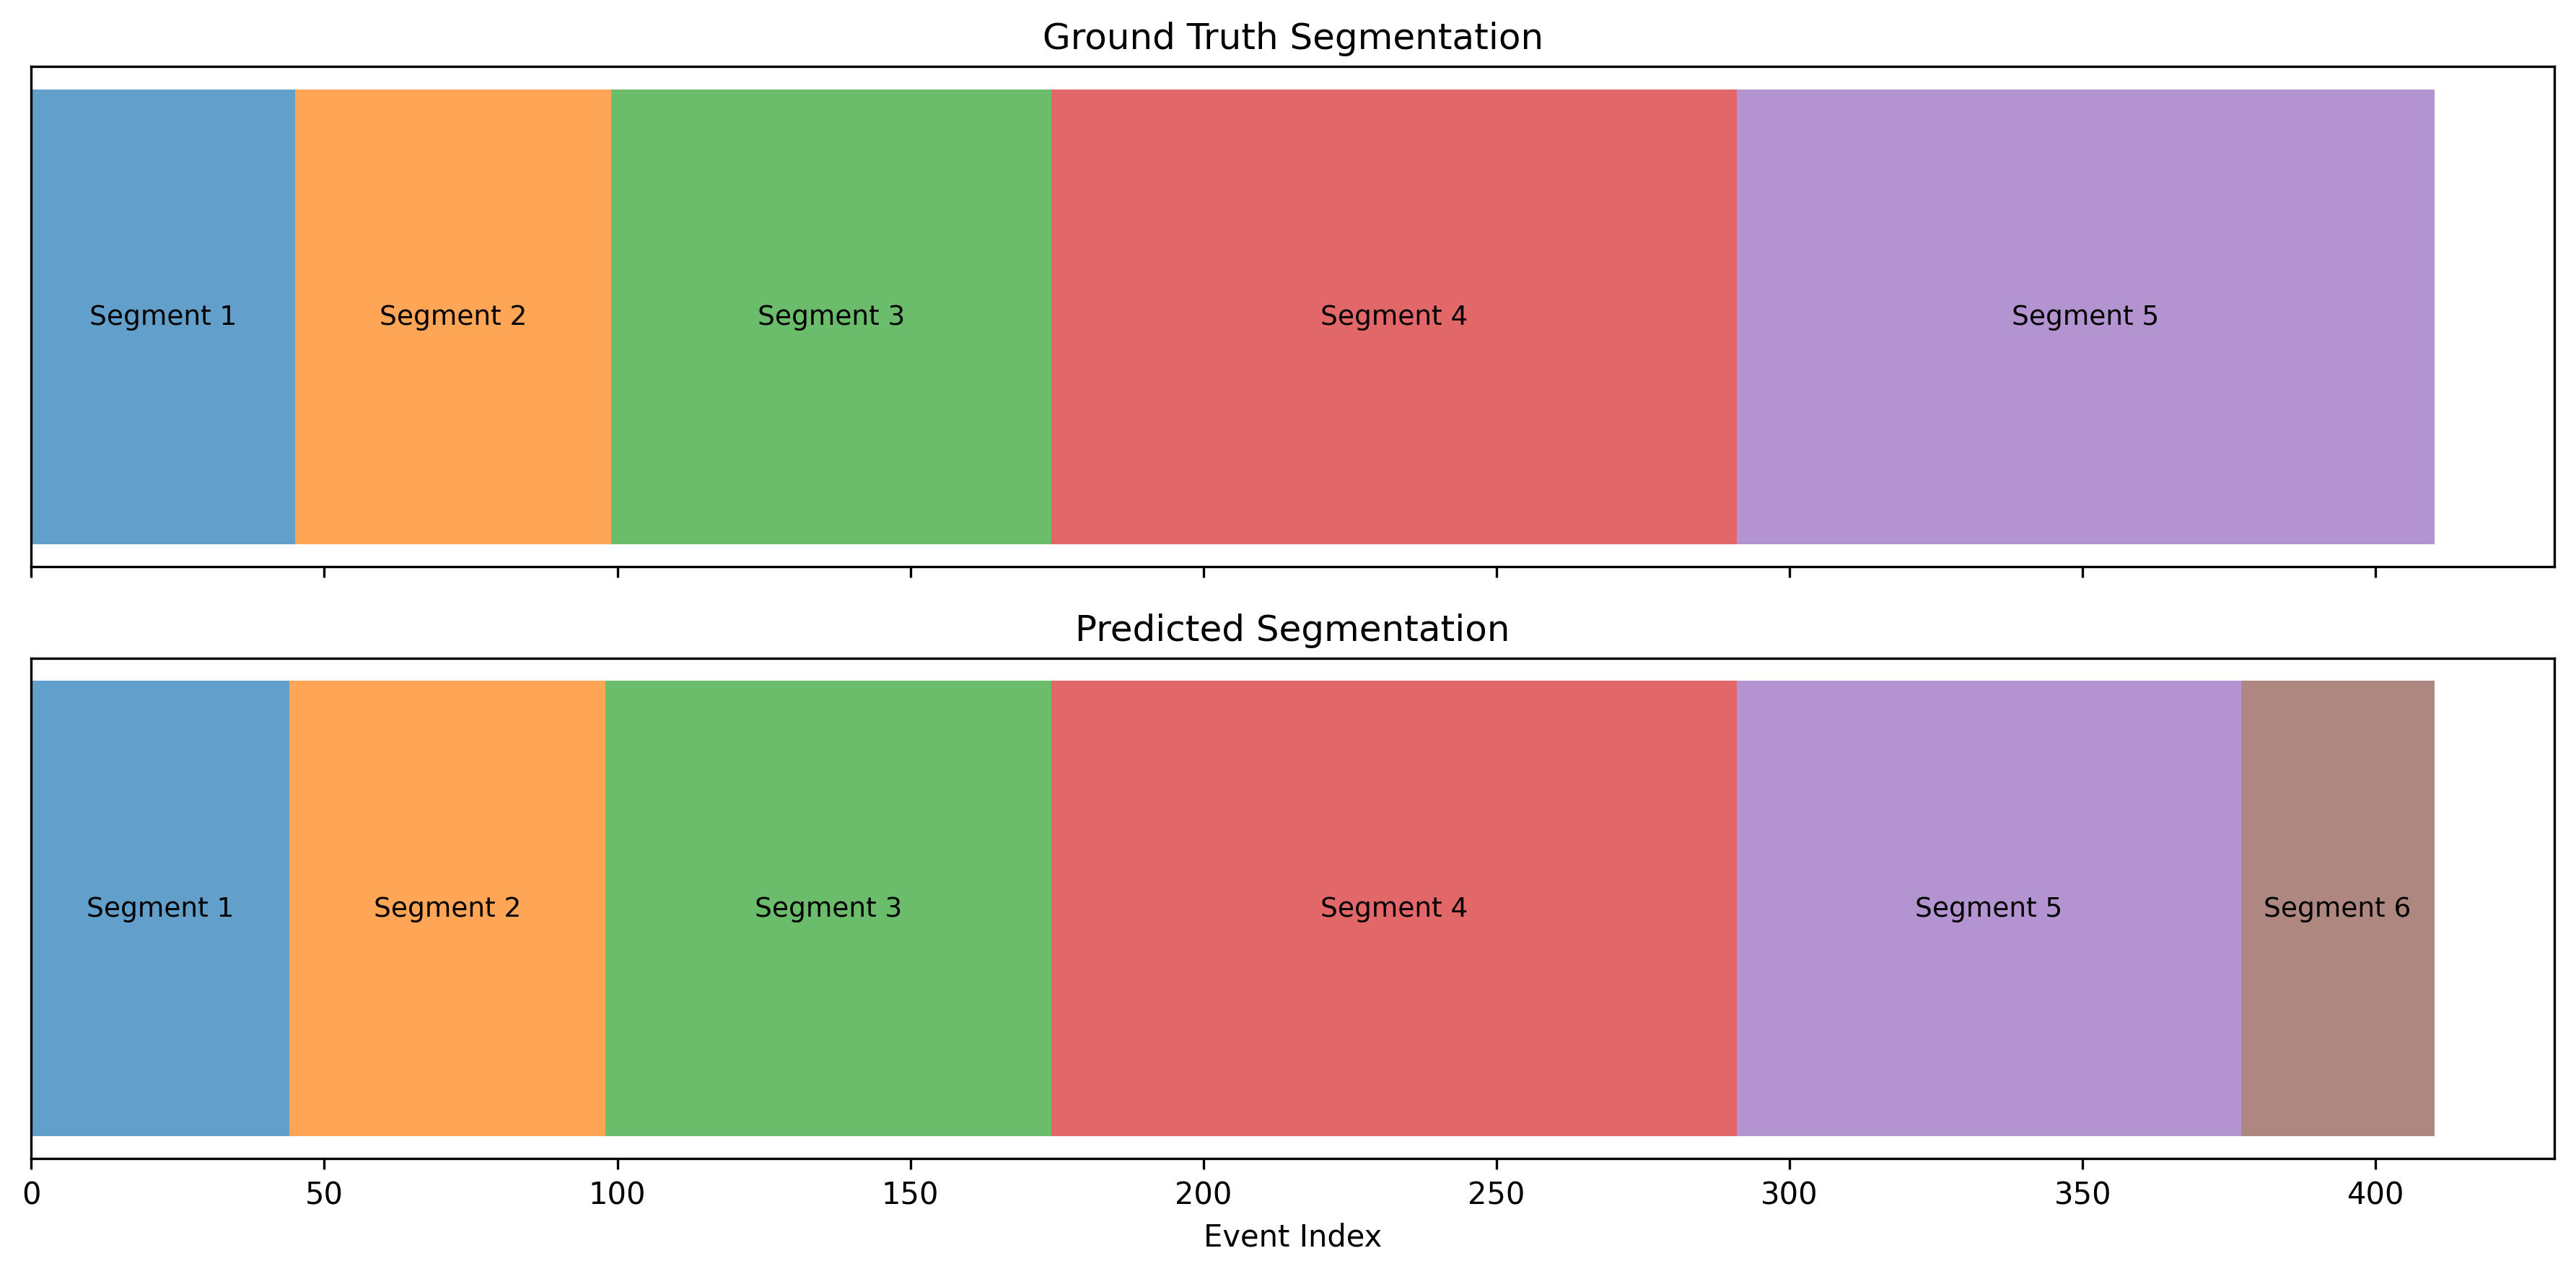 Ground Truth Segmentation
Segment 1 Segment 2 Segment 3 Segment 4 Segment 5
Predicted Segmentation
Segment 1 Segment 2 Segment 3 Segment 4 Segment 5 Segment 6
0 50 100 150 200 250 300 350 400
Event Index